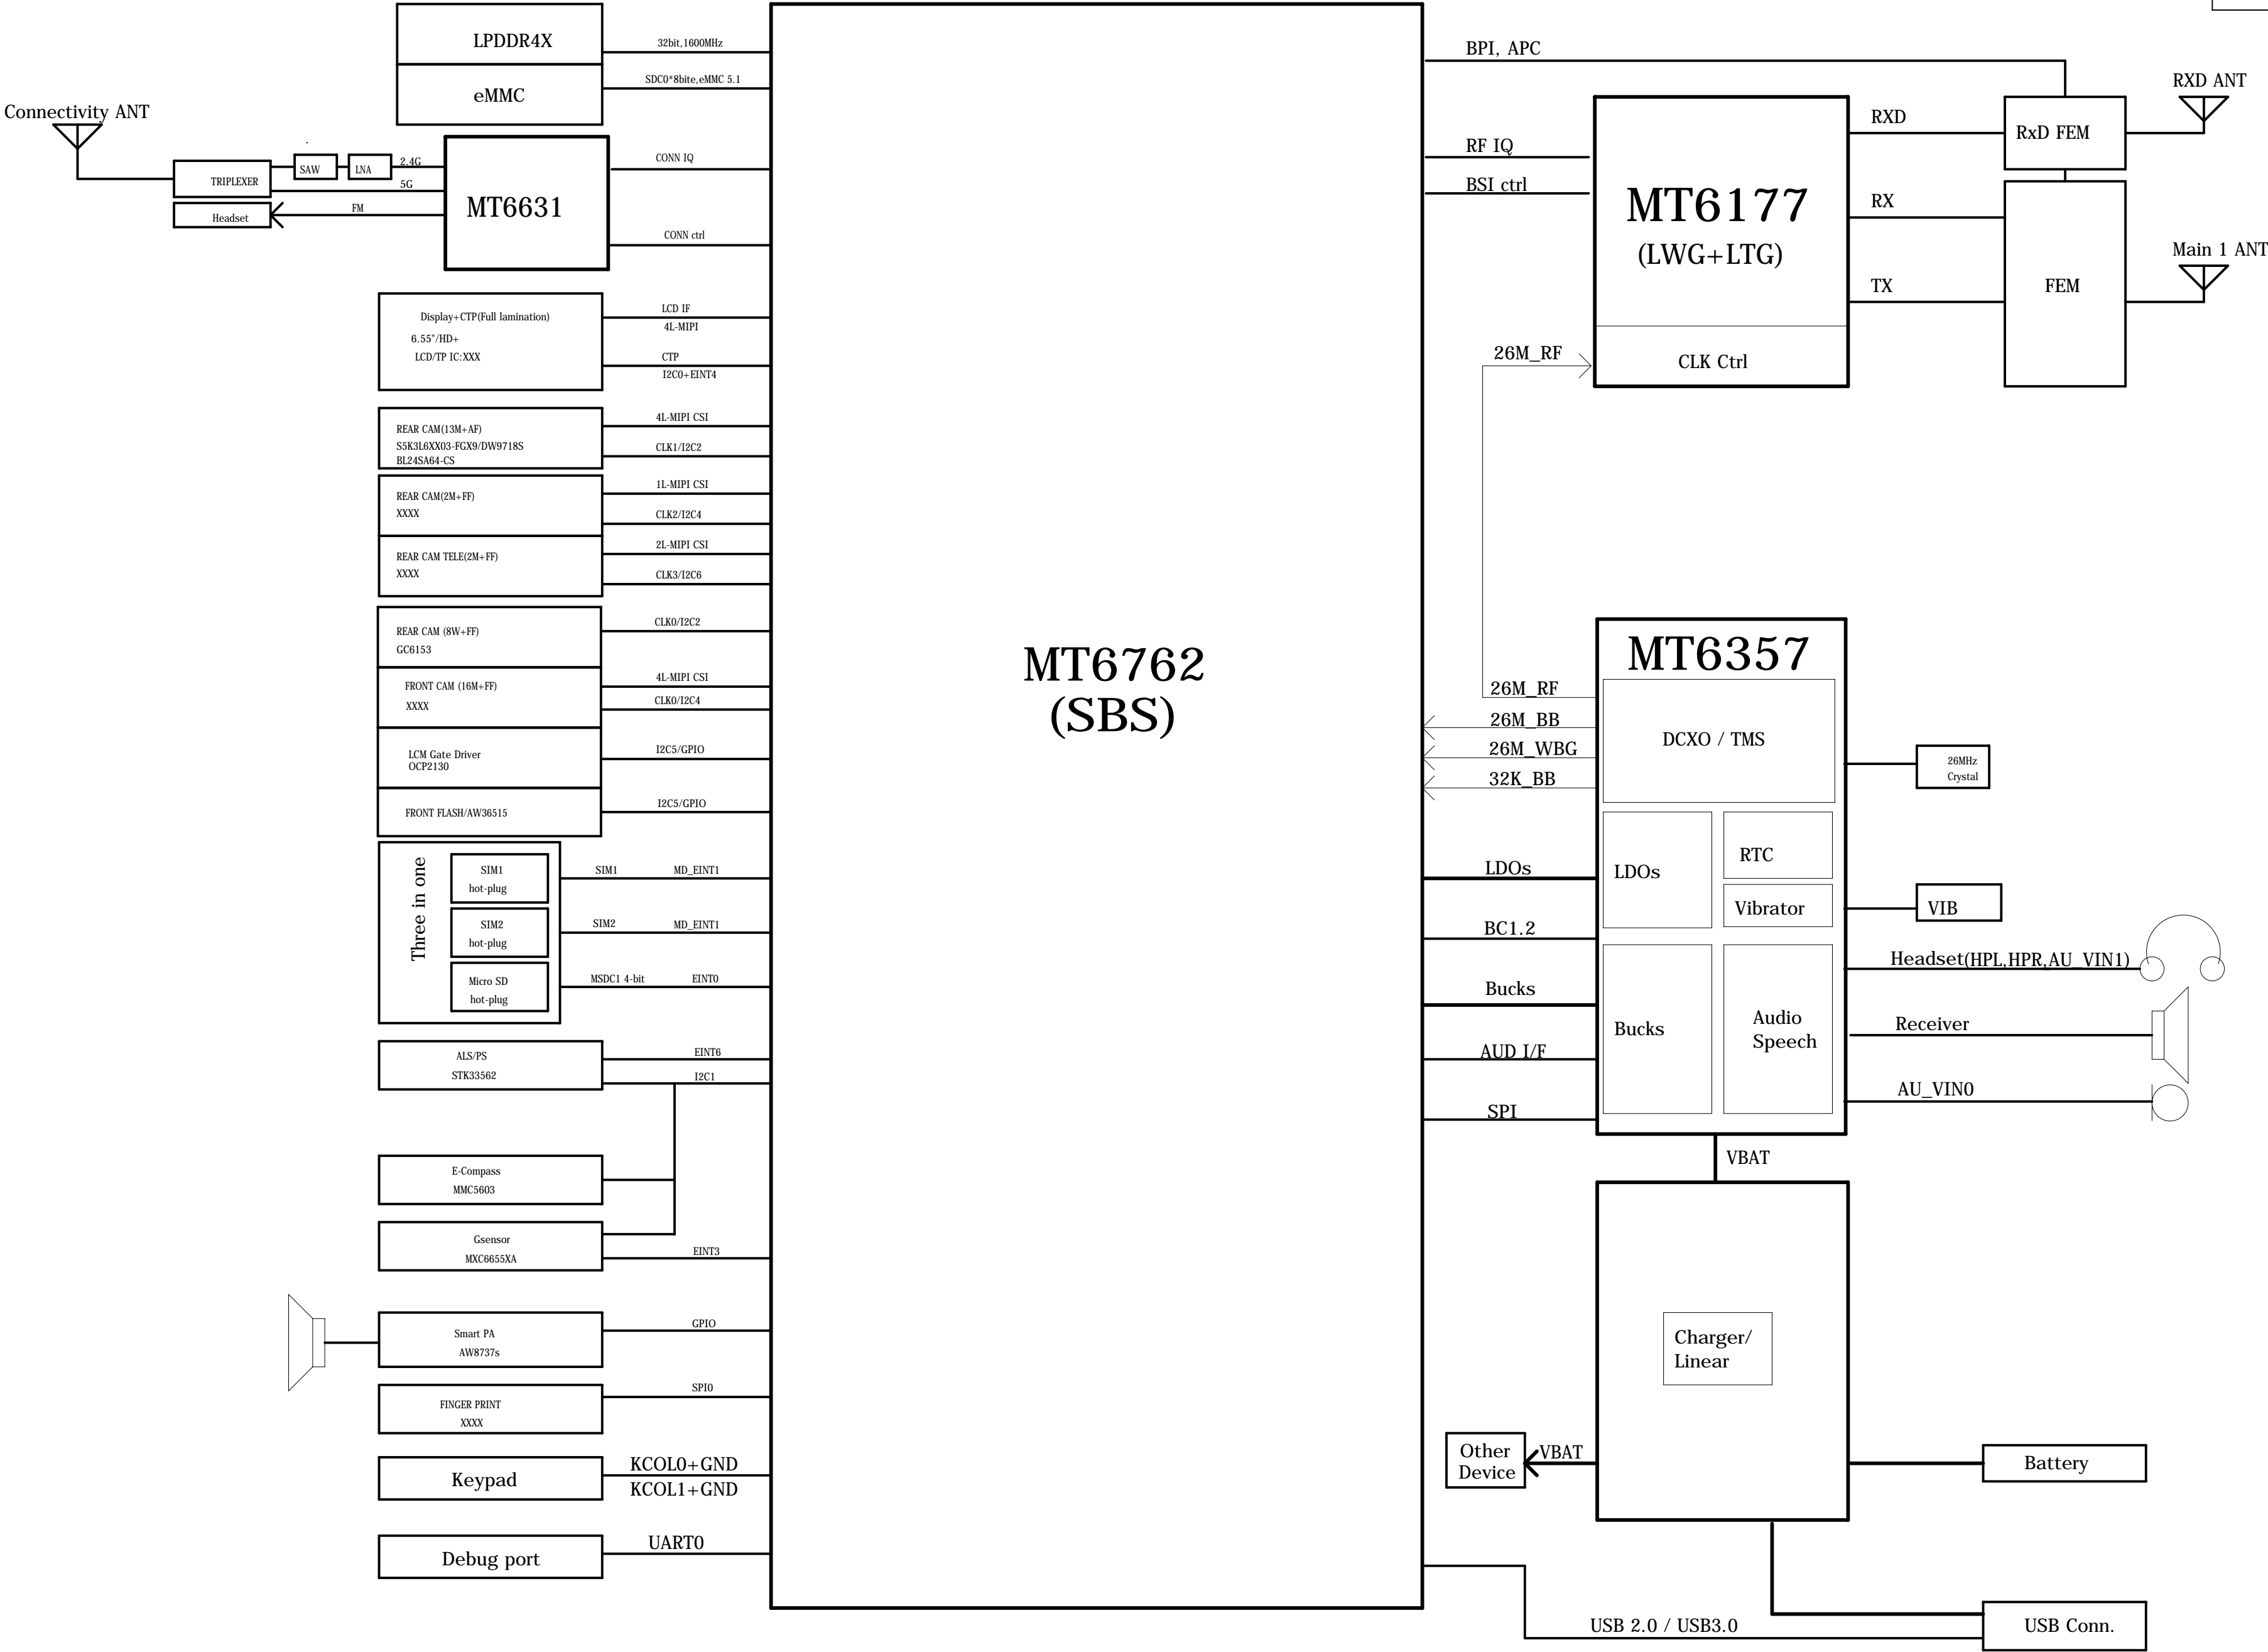 LPDDR4X
32bit,1600MHz
eMMC
SDC0*8bite,eMMC 5.1
Connectivity ANT
TRIPLEXER
SAW
LNA
2.4G
5G
Headset
FM
MT6631
CONN IQ
CONN ctrl
Display+CTP(Full lamination)
6.55"/HD+
LCD/TP IC:XXX
LCD IF
4L-MIPI
CTP
I2C0+EINT4
REAR CAM(13M+AF)
S5K3L6XX03-FGX9/DW9718S
BL24SA64-CS
4L-MIPI CSI
CLK1/I2C2
REAR CAM(2M+FF)
XXXX
1L-MIPI CSI
CLK2/I2C4
REAR CAM TELE(2M+FF)
XXXX
2L-MIPI CSI
CLK3/I2C6
REAR CAM (8W+FF)
GC6153
CLK0/I2C2
FRONT CAM (16M+FF)
XXXX
4L-MIPI CSI
CLK0/I2C4
LCM Gate Driver
OCP2130
I2C5/GPIO
FRONT FLASH/AW36515
I2C5/GPIO
Three in one
SIM1
hot-plug
SIM1
MD_EINT1
SIM2
hot-plug
SIM2
MD_EINT1
Micro SD
hot-plug
MSDC1 4-bit
EINT0
ALS/PS
STK33562
EINT6
I2C1
E-Compass
MMC5603
Gsensor
MXC6655XA
EINT3
Smart PA
AW8737s
GPIO
FINGER PRINT
XXXX
SPI0
Keypad
KCOL0+GND
KCOL1+GND
Debug port
UART0
MT6762
(SBS)
BPI, APC
RF IQ
BSI ctrl
MT6177
(LWG+LTG)
CLK Ctrl
26M_RF
RXD
RX
TX
RxD FEM
FEM
RXD ANT
Main 1 ANT
MT6357
26M_RF
26M_BB
26M_WBG
32K_BB
DCXO / TMS
26MHz
Crystal
LDOs
LDOs
RTC
Vibrator
VIB
BC1.2
Bucks
Bucks
Audio
Speech
AUD I/F
SPI
Headset(HPL,HPR,AU_VIN1)
Receiver
AU_VIN0
VBAT
Charger/
Linear
Other
Device
VBAT
Battery
USB 2.0 / USB3.0
USB Conn.